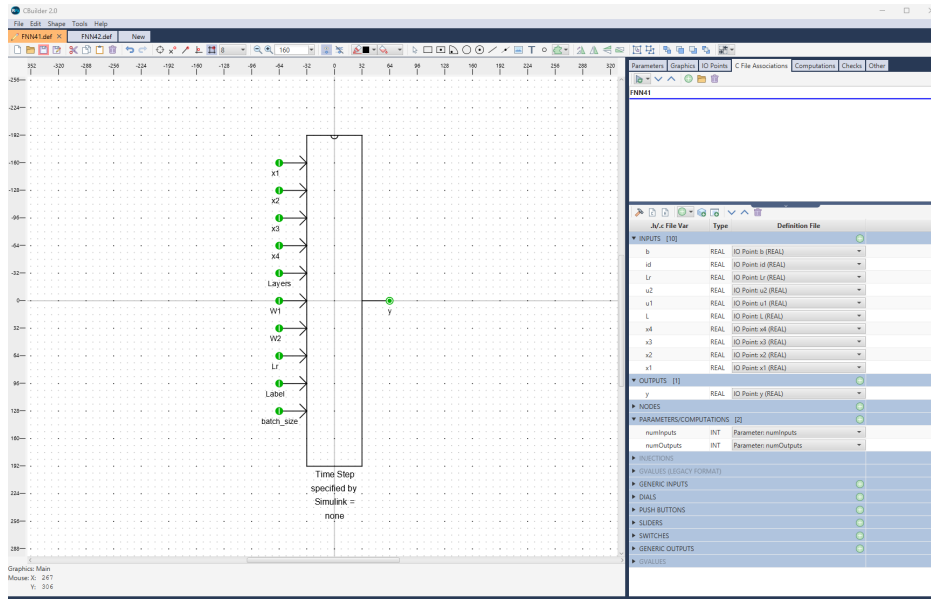 CBuilder 2.0
File Edit Shape Tools Help
FNN41.def FNN42.def New
8 160
352 -320 -288 -256 -224 -192 -160 -128 -96 -64 -32 0 32 64 96 128 160 192 224 256 288 320
-256
-224
-192
-160
-128
-96
-64
-32
0
32
64
96
128
160
192
224
256
288
x1
x2
x3
x4
Layers
W1
W2
Lr
Label
batch_size
y
Time Step
specified by
Simulink =
none
Graphics: Main
Mouse: X: 267
Y: 306
Parameters Graphics IO Points C File Associations Computations Checks Other
FNN41
.h/.c File Var Type Definition File
INPUTS [10]
b REAL IO Point: b (REAL)
id REAL IO Point: id (REAL)
Lr REAL IO Point: Lr (REAL)
u2 REAL IO Point: u2 (REAL)
u1 REAL IO Point: u1 (REAL)
L REAL IO Point: L (REAL)
x4 REAL IO Point: x4 (REAL)
x3 REAL IO Point: x3 (REAL)
x2 REAL IO Point: x2 (REAL)
x1 REAL IO Point: x1 (REAL)
OUTPUTS [1]
y REAL IO Point: y (REAL)
NODES
PARAMETERS/COMPUTATIONS [2]
numInputs INT Parameter: numInputs
numOutputs INT Parameter: numOutputs
INJECTIONS
GVALUES (LEGACY FORMAT)
GENERIC INPUTS
DIALS
PUSH BUTTONS
SLIDERS
SWITCHES
GENERIC OUTPUTS
GVALUES